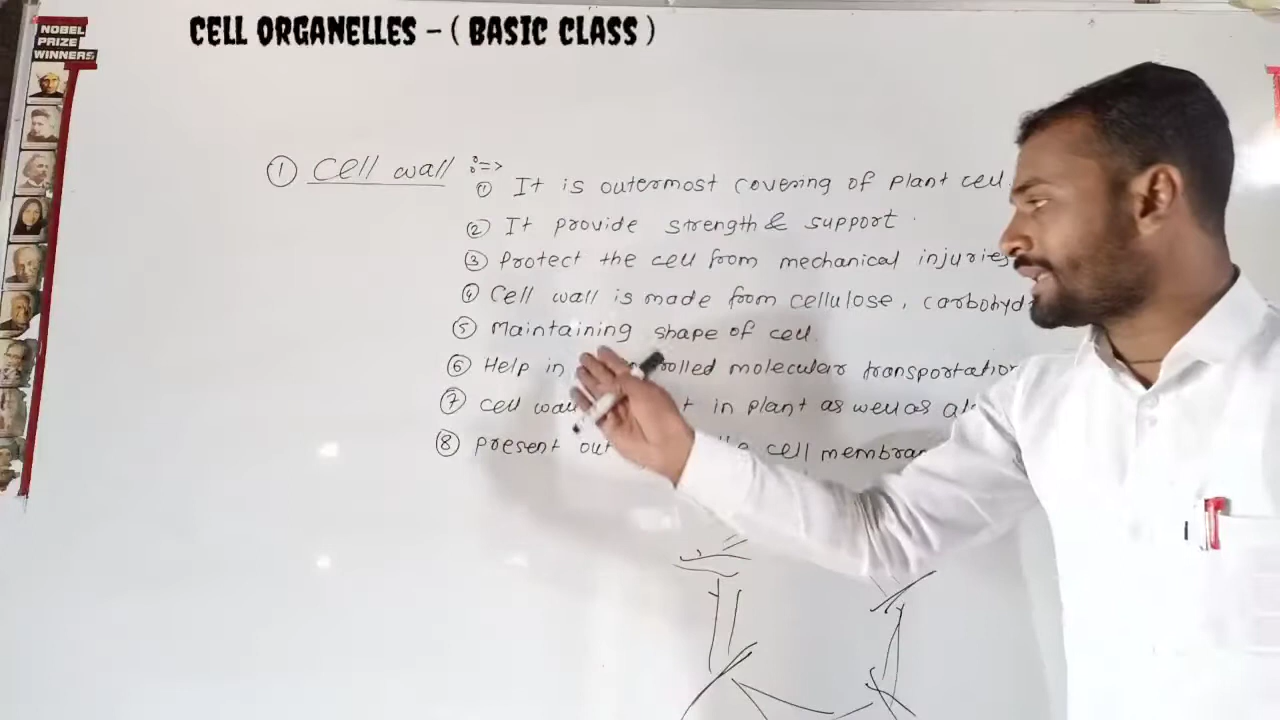 NOBEL
PRIZE
WINNERS
CELL ORGANELLES - ( BASIC CLASS )
① Cell wall :=>
① It is outermost covering of plant cell.
② It provide strength & support.
③ Protect the cell from mechanical injuries
④ Cell wall is made from cellulose, carbohyd
⑤ Maintaining shape of cell.
⑥ Help in rolled molecular transportation
⑦ cell wa t in plant as well as al
⑧ present out cell membran